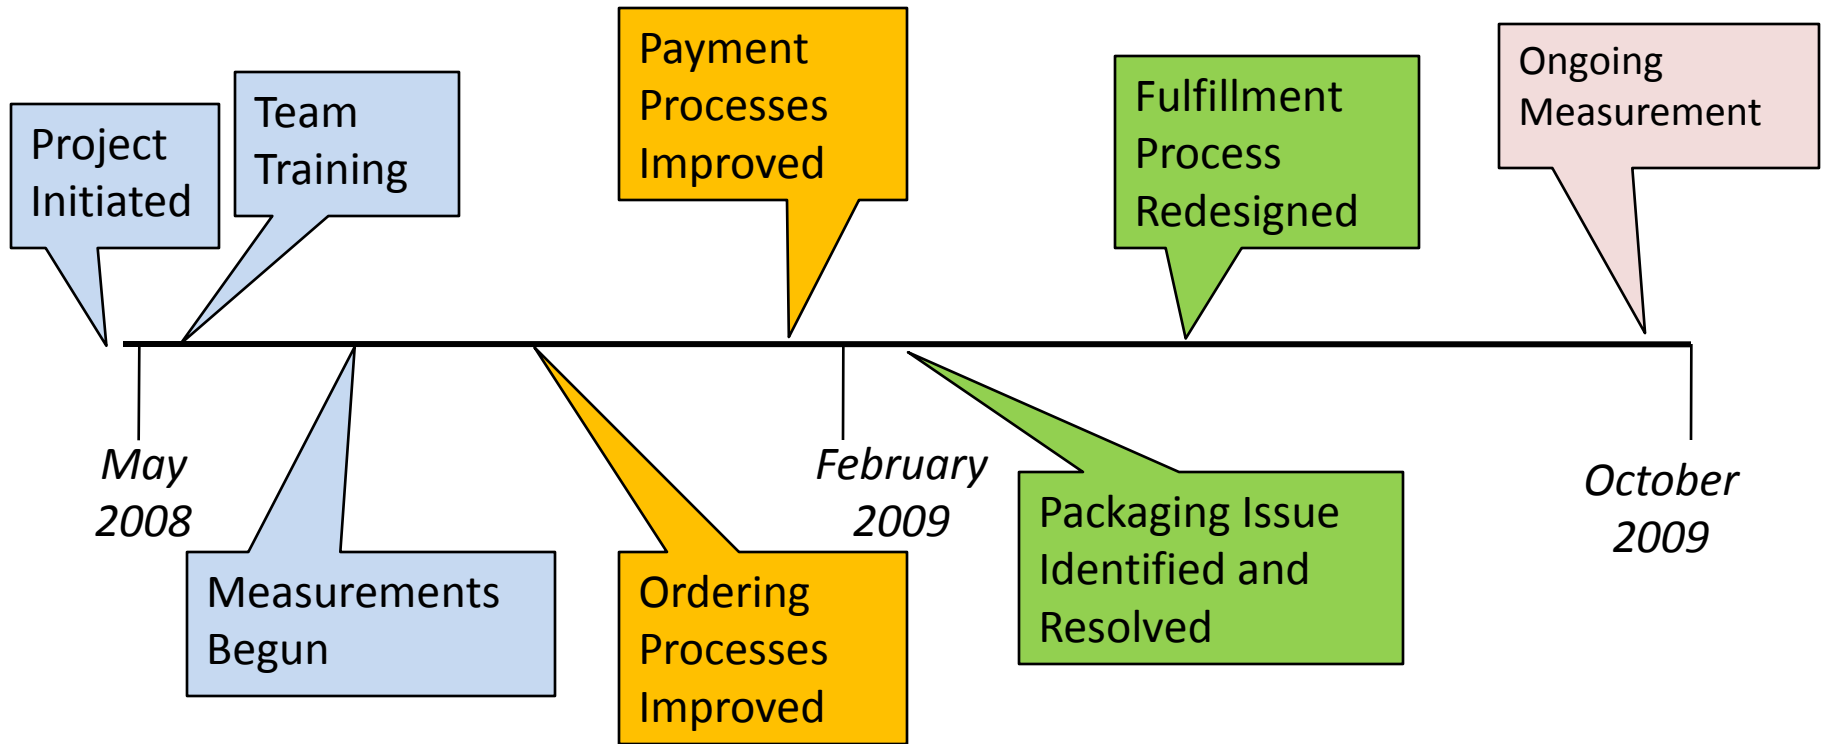 Project
Initiated
Team
Training
Payment
Processes
Improved
Fulfillment
Process
Redesigned
Ongoing
Measurement
May
2008
February
2009
October
2009
Measurements
Begun
Ordering
Processes
Improved
Packaging Issue
Identified and
Resolved